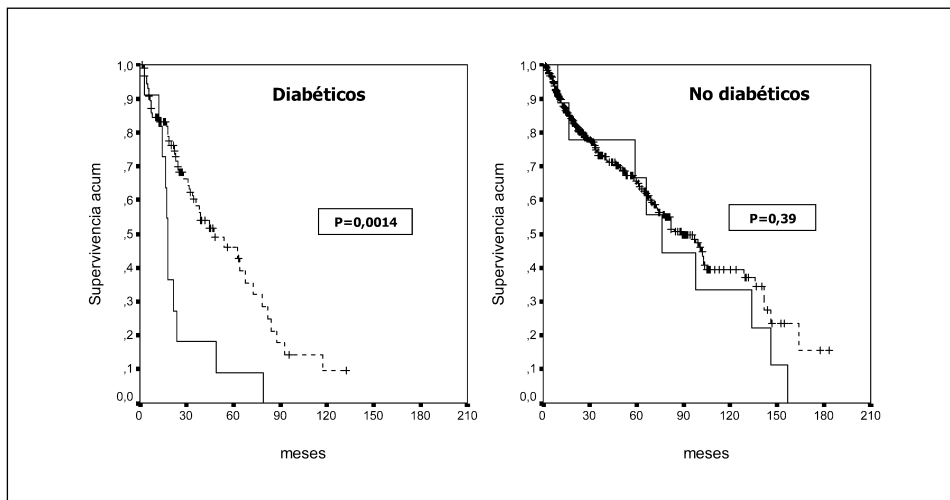 Diabéticos
Supervivencia acum
1,0
,9
,8
,7
,6
,5
,4
,3
,2
,1
0,0
P=0,0014
0 30 60 90 120 150 180 210
meses
No diabéticos
Supervivencia acum
1,0
,9
,8
,7
,6
,5
,4
,3
,2
,1
0,0
P=0,39
0 30 60 90 120 150 180 210
meses